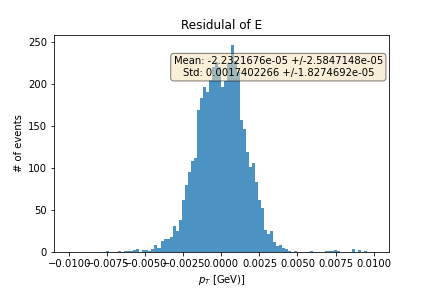 Residulal of E
Mean: -2.2321676e-05 +/-2.5847148e-05
Std: 0.0017402266 +/-1.8274692e-05
250
200
150
100
50
0
# of events
−0.0100 −0.0075 −0.0050 −0.0025 0.0000 0.0025 0.0050 0.0075 0.0100
pT [GeV)]